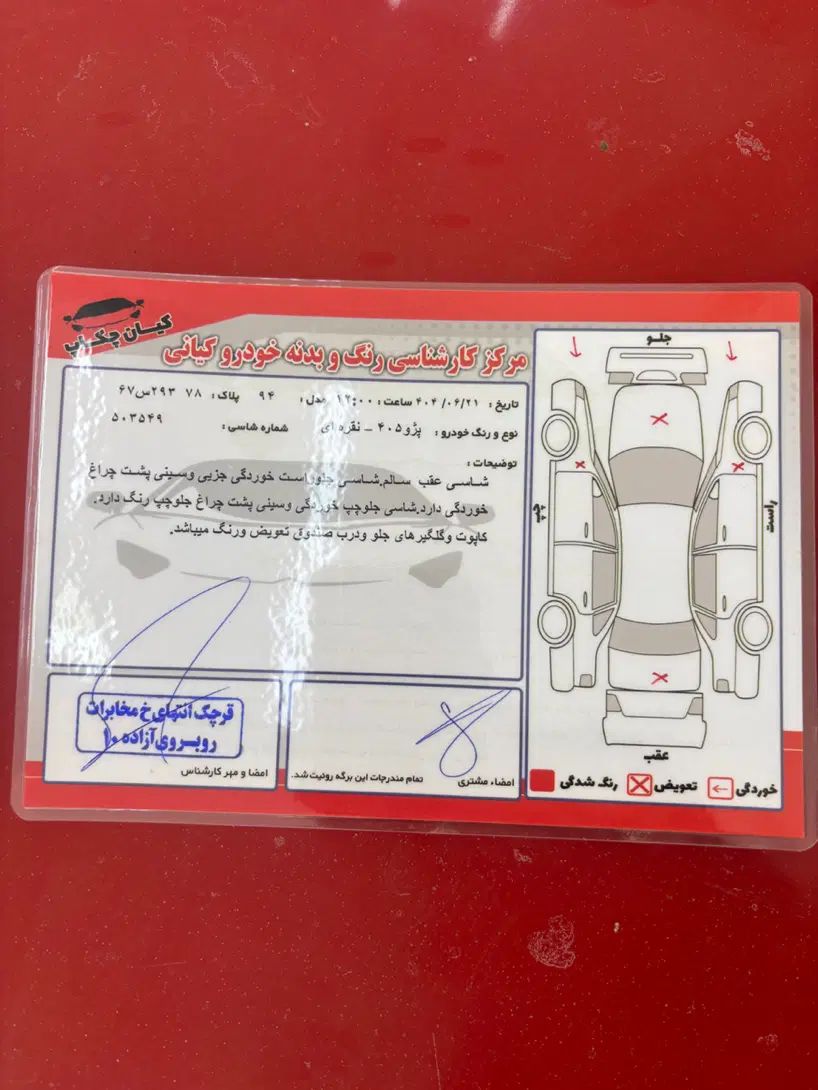 کیان چک آپ
مرکز کارشناسی رنگ و بدنه خودرو کیانی
تاریخ : ۴۰۴/۰۶/۲۱ ساعت : ۱۲:۰۰ مدل : ۹۴ پلاک : ۷۸ ۲۹۳س۶۷
نوع و رنگ خودرو : پژو۴۰۵ – نقره ای شماره شاسی : ۵۰۳۵۴۹
توضیحات :
شاسی عقب سالم.شاسی جلوراست خوردگی جزیی وسینی پشت چراغ
خوردگی دارد.شاسی جلوچپ خوردگی وسینی پشت چراغ جلوچپ رنگ دارد.
کاپوت وگلگیرهای جلو ودرب صندوق تعویض ورنگ میباشد.
قرچک انتهای خ مخابرات
روبروی آزاده ۱۰
امضا و مهر کارشناس
امضاء مشتری تمام مندرجات این برگه روئیت شد.
جلو
راست
چپ
عقب
خوردگی تعویض رنگ شدگی